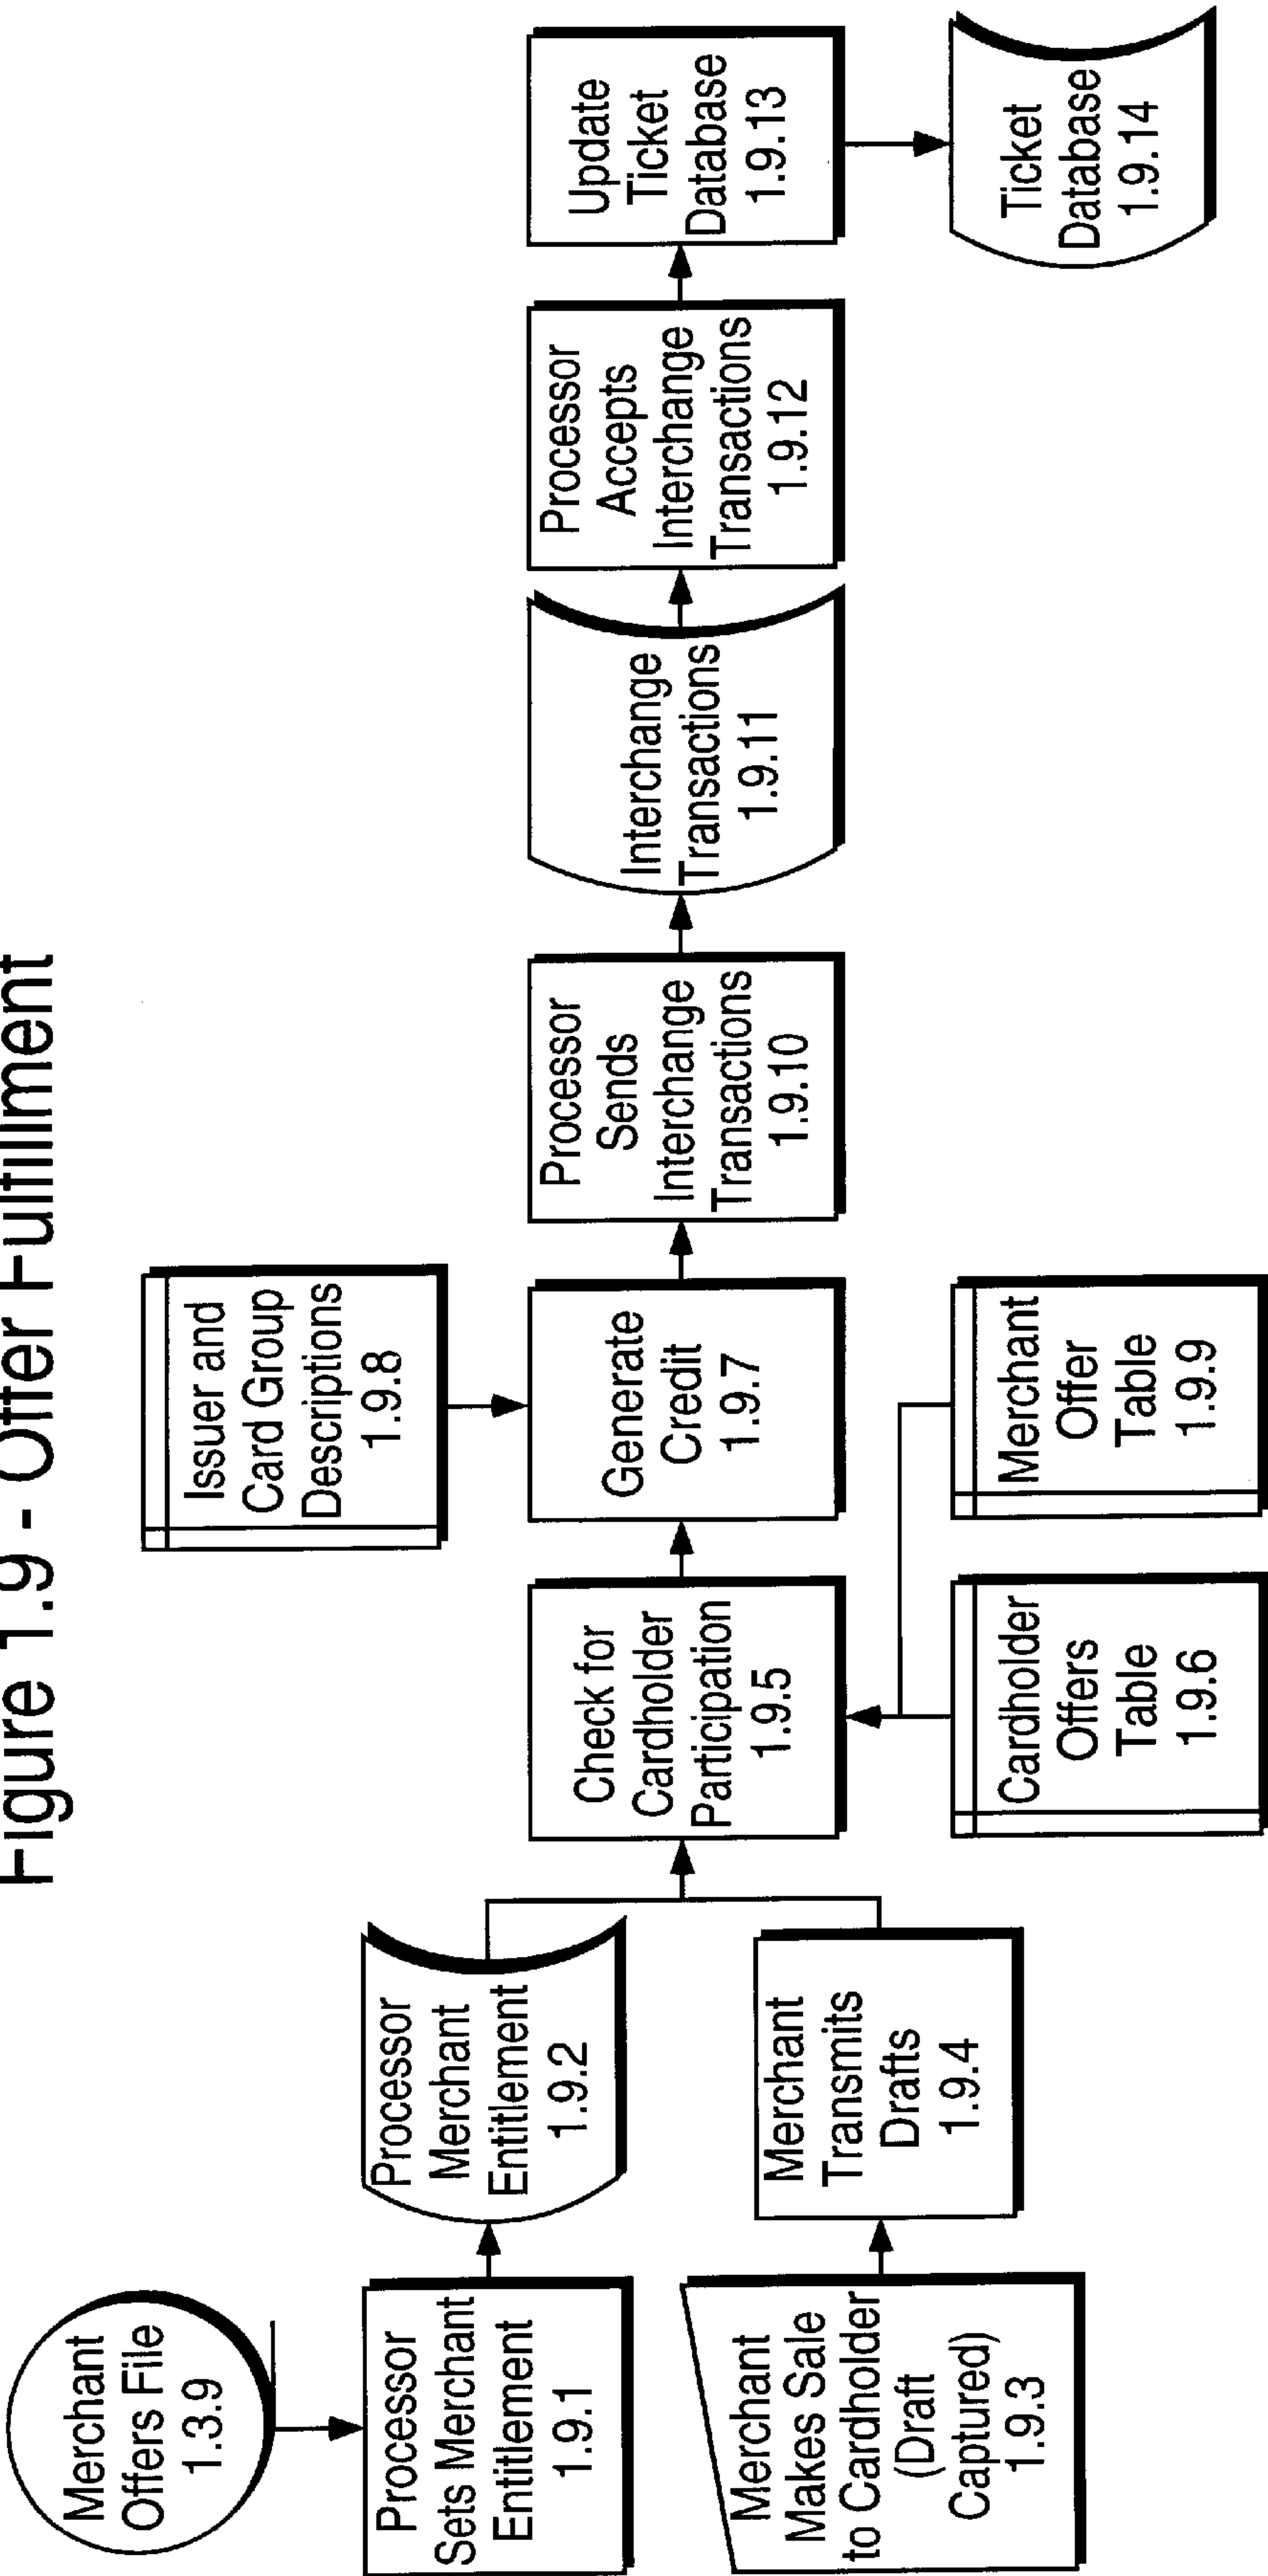 Figure 1.9 - Offer Fulfillment
Merchant
Offers File
1.3.9
Processor
Sets Merchant
Entitlement
1.9.1
Processor
Merchant
Entitlement
1.9.2
Merchant
Makes Sale
to Cardholder
(Draft
Captured)
1.9.3
Merchant
Transmits
Drafts
1.9.4
Check for
Cardholder
Participation
1.9.5
Cardholder
Offers
Table
1.9.6
Issuer and
Card Group
Descriptions
1.9.8
Generate
Credit
1.9.7
Merchant
Offer
Table
1.9.9
Processor
Sends
Interchange
Transactions
1.9.10
Interchange
Transactions
1.9.11
Processor
Accepts
Interchange
Transactions
1.9.12
Update
Ticket
Database
1.9.13
Ticket
Database
1.9.14